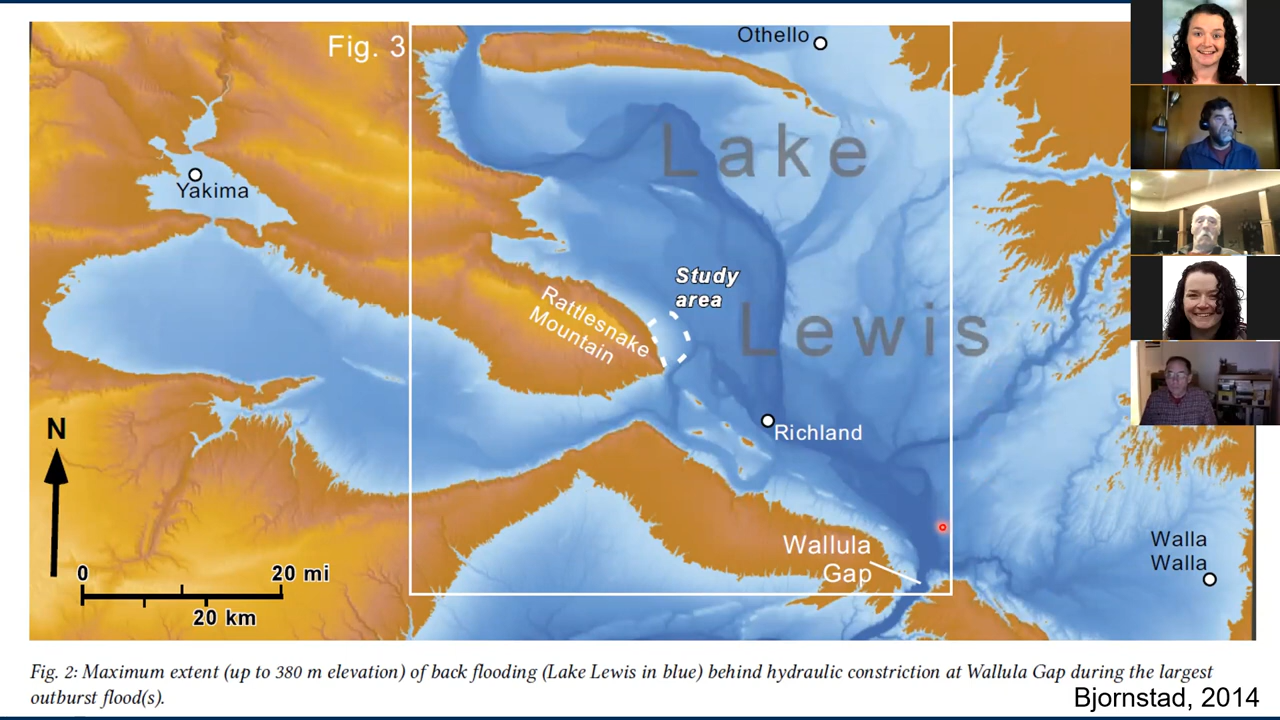 Fig. 3
Othello
Lake
Yakima
Study
area
Rattlesnake
Mountain
Lewis
N
Richland
0
20 mi
20 km
Wallula
Gap
Walla
Walla
Fig. 2: Maximum extent (up to 380 m elevation) of back flooding (Lake Lewis in blue) behind hydraulic constriction at Wallula Gap during the largest
outburst flood(s).
Bjornstad, 2014